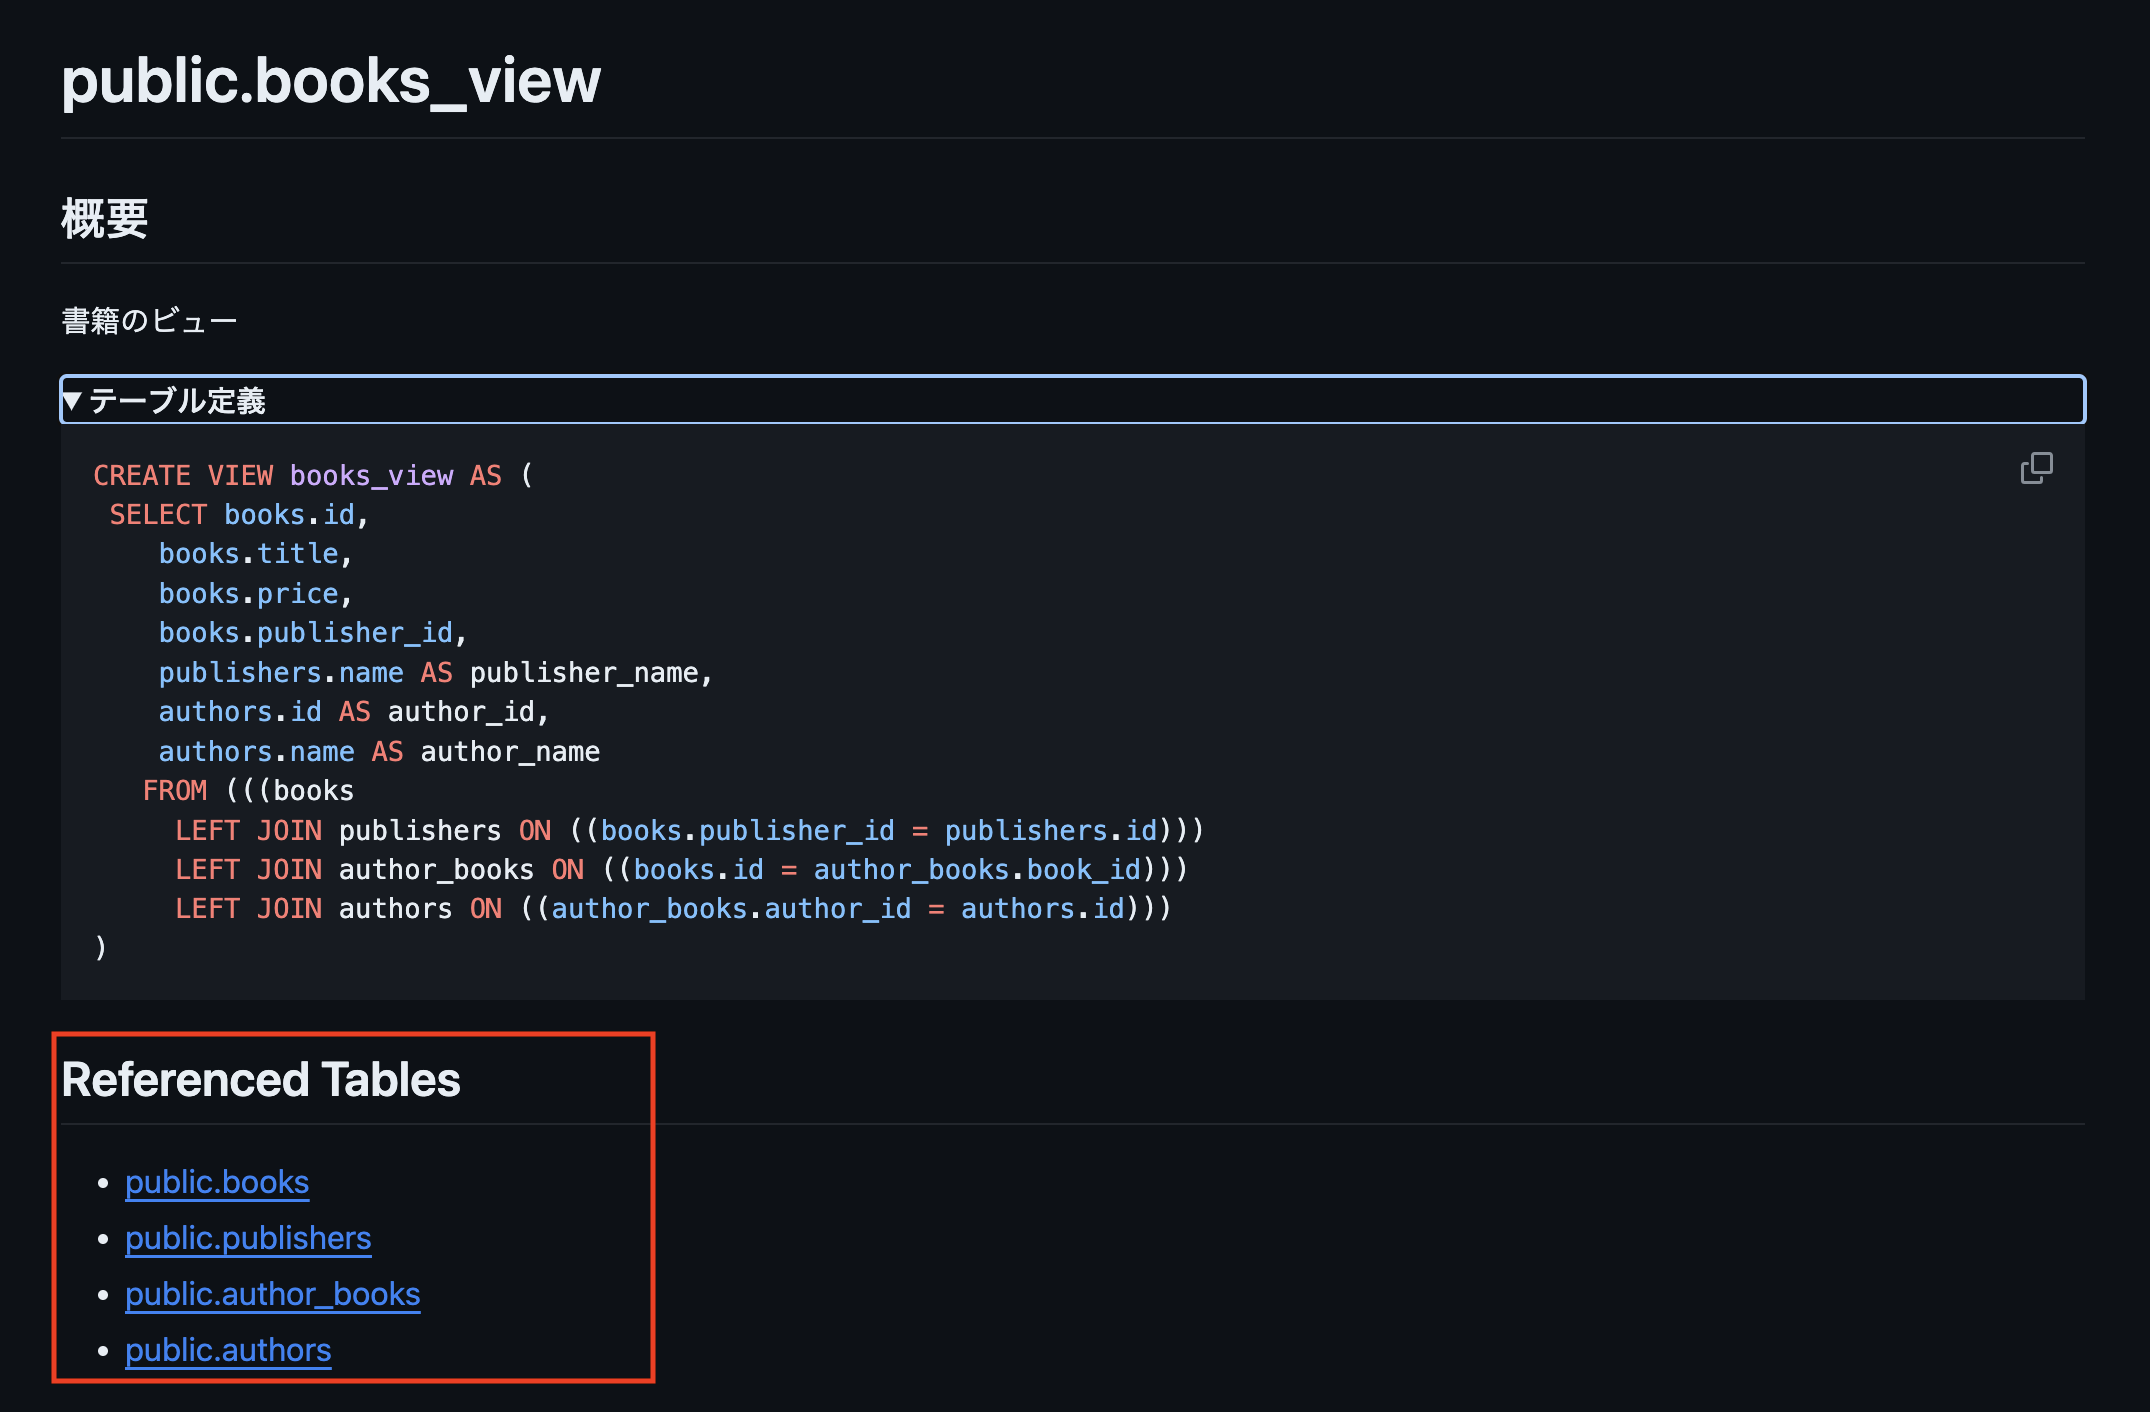 public.books_view
概要
書籍のビュー
▼テーブル定義
CREATE VIEW books_view AS (
 SELECT books.id,
    books.title,
    books.price,
    books.publisher_id,
    publishers.name AS publisher_name,
    authors.id AS author_id,
    authors.name AS author_name
   FROM (((books
     LEFT JOIN publishers ON ((books.publisher_id = publishers.id)))
     LEFT JOIN author_books ON ((books.id = author_books.book_id)))
     LEFT JOIN authors ON ((author_books.author_id = authors.id)))
)
Referenced Tables
• public.books
• public.publishers
• public.author_books
• public.authors